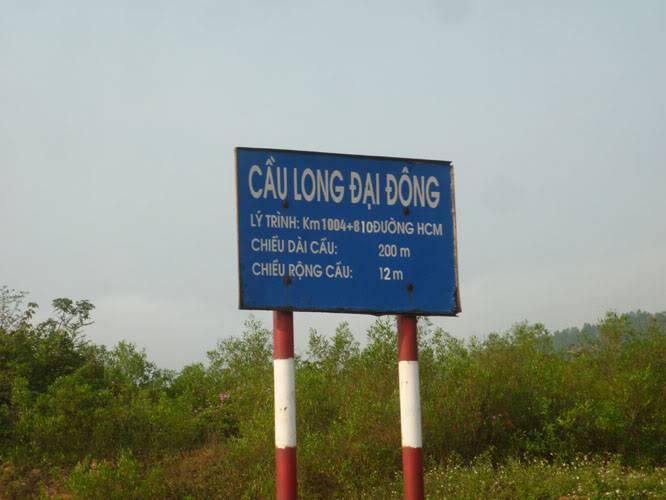 CẦU LONG ĐẠI ĐÔNG
LÝ TRÌNH: Km1004+810ĐƯỜNG HCM
CHIỀU DÀI CẦU: 200 m
CHIỀU RỘNG CẦU: 12 m